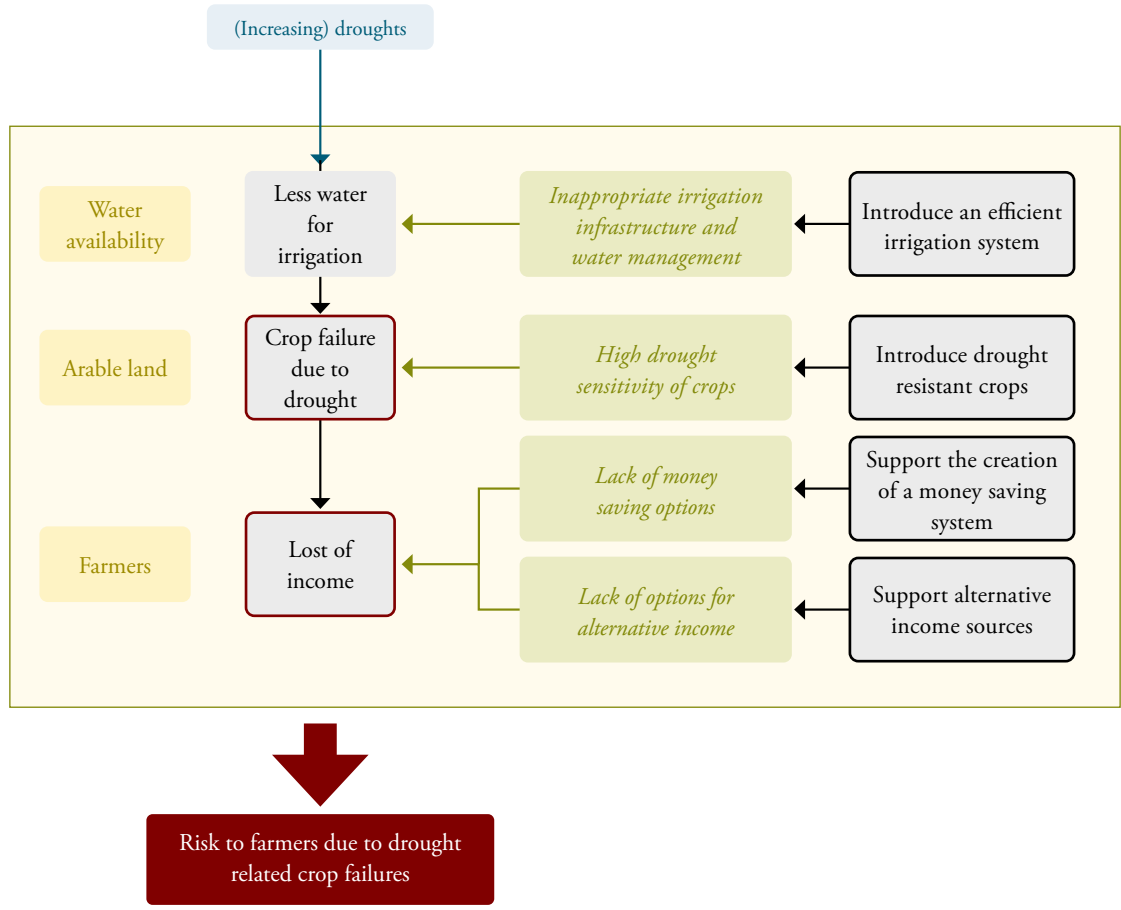 (Increasing) droughts
Water
availability
Less water
for
irrigation
Inappropriate irrigation
infrastructure and
water management
Introduce an efficient
irrigation system
Arable land
Crop failure
due to
drought
High drought
sensitivity of crops
Introduce drought
resistant crops
Farmers
Lost of
income
Lack of money
saving options
Support the creation
of a money saving
system
Lack of options for
alternative income
Support alternative
income sources
Risk to farmers due to drought
related crop failures